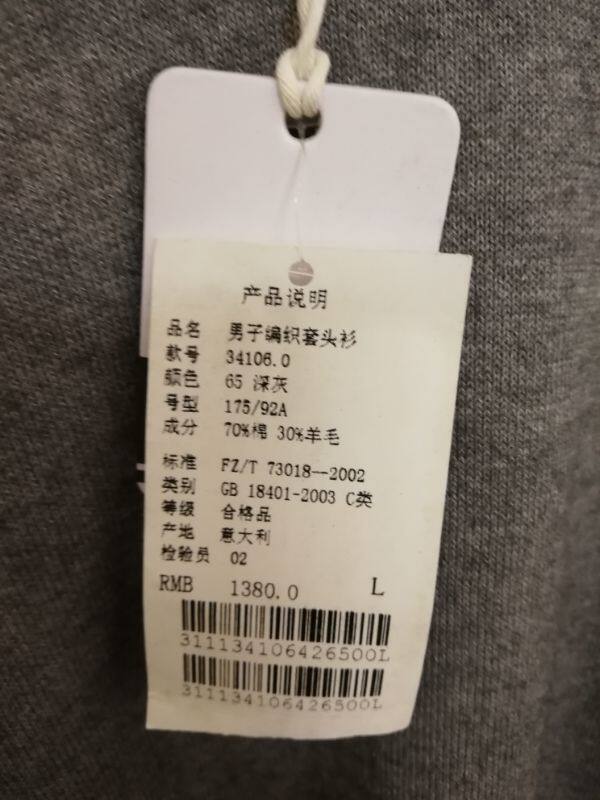 产品说明
品名 男子编织套头衫
款号 34106.0
颜色 65 深灰
号型 175/92A
成分 70%棉 30%羊毛
标准 FZ/T 73018--2002
类别 GB 18401-2003 C类
等级 合格品
产地 意大利
检验员 02
RMB 1380.0 L
311134106426500L
311134106426500L